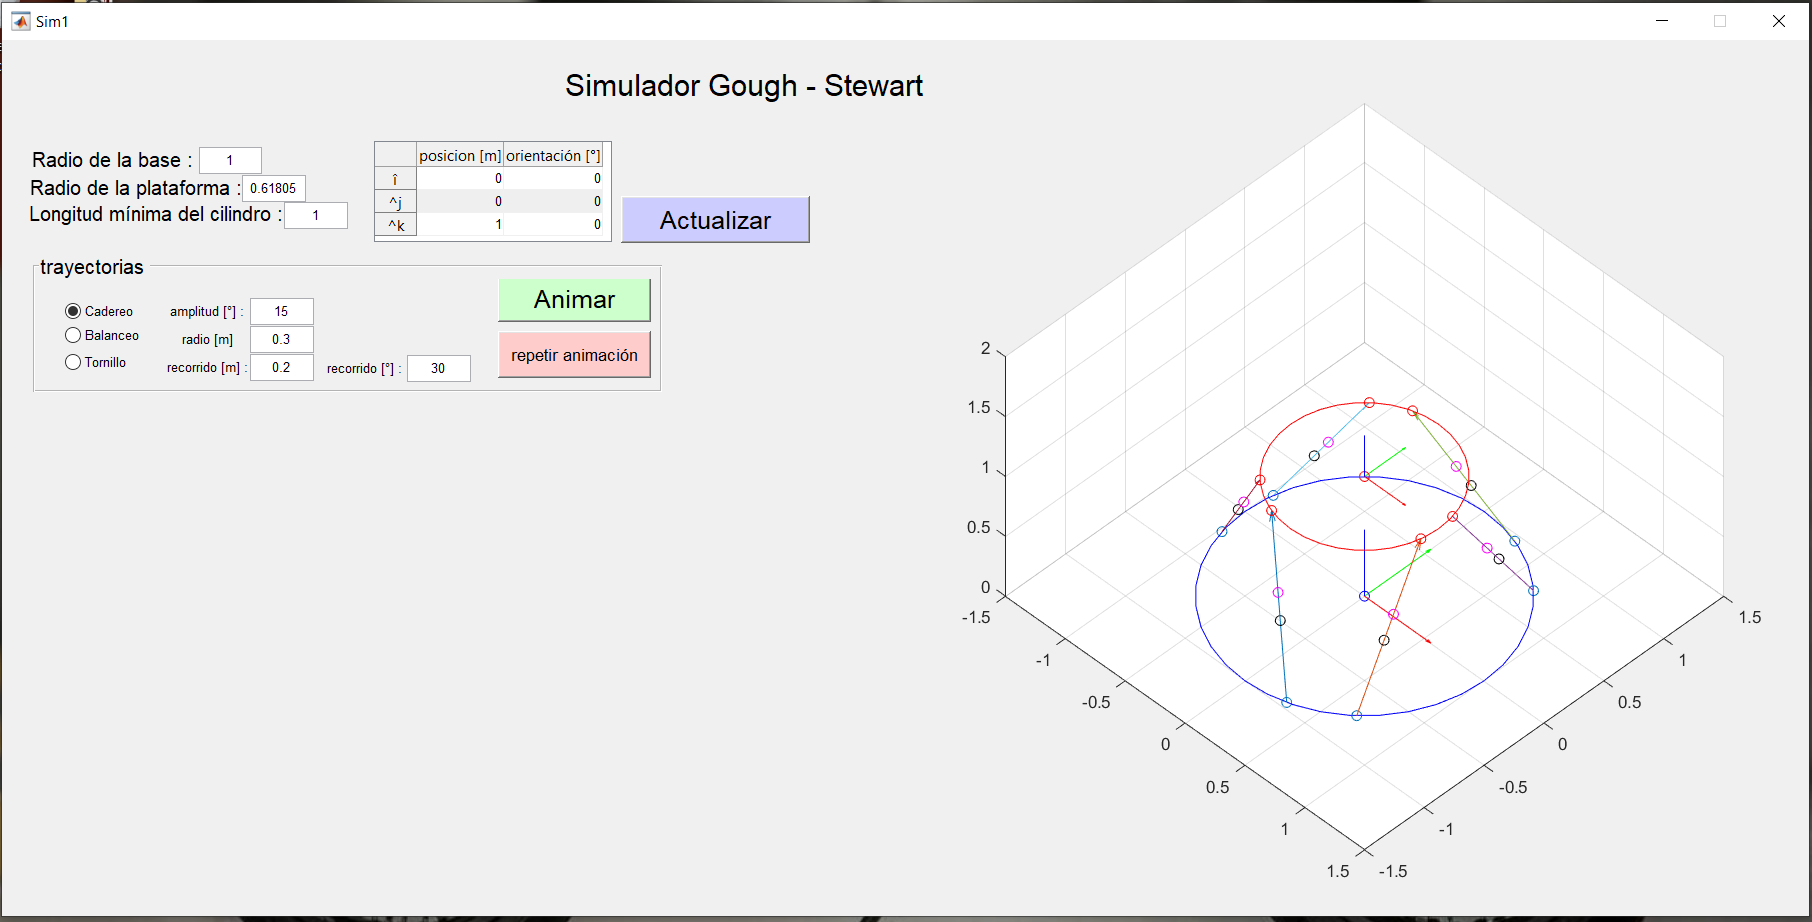 Sim1
Simulador Gough - Stewart
Radio de la base : 1
Radio de la plataforma : 0.61805
Longitud mínima del cilindro : 1
posicion [m] orientación [°]
î 0 0
^j 0 0
^k 1 0
Actualizar
trayectorias
Cadereo amplitud [°] : 15
Balanceo radio [m] 0.3
Tornillo recorrido [m] : 0.2 recorrido [°] : 30
Animar
repetir animación
2
1.5
1
0.5
0
-1.5
-1
-0.5
0
0.5
1
1.5
-1.5
-1
-0.5
0
0.5
1
1.5